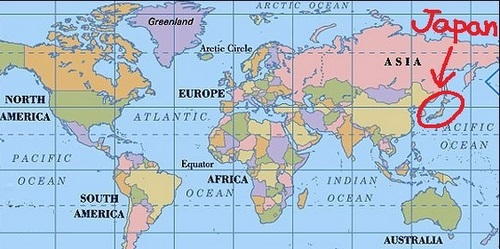 ARCTIC OCEAN
Greenland
Japan
Arctic Circle
ASIA
EUROPE
NORTH
AMERICA
ATLANTIC
PACIFIC
OCEAN
PACIFIC
OCEAN
Equator
AFRICA
OCEAN
INDIAN
OCEAN
SOUTH
AMERICA
AUSTRALIA